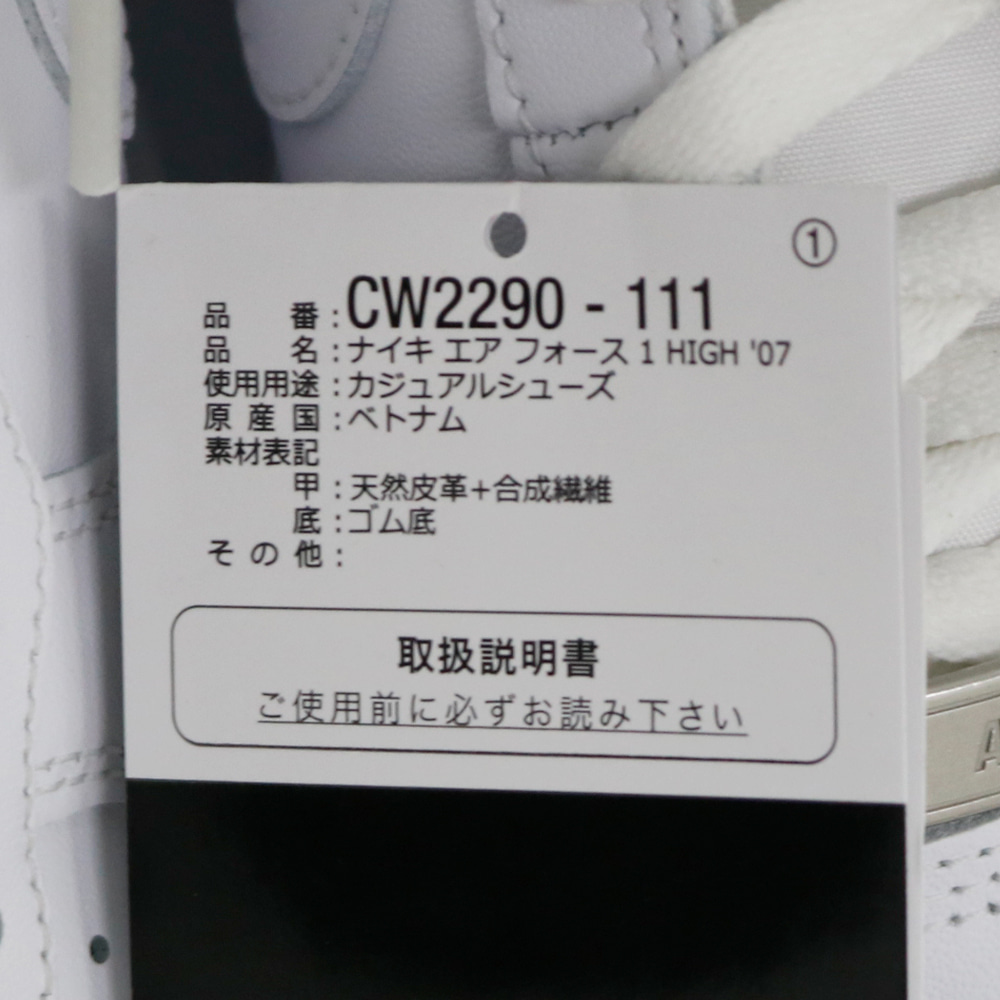 ①
品番:CW2290 - 111
品名:ナイキ エア フォース 1 HIGH '07
使用用途:カジュアルシューズ
原産国:ベトナム
素材表記
甲:天然皮革+合成繊維
底:ゴム底
その他:
取扱説明書
ご使用前に必ずお読み下さい
A